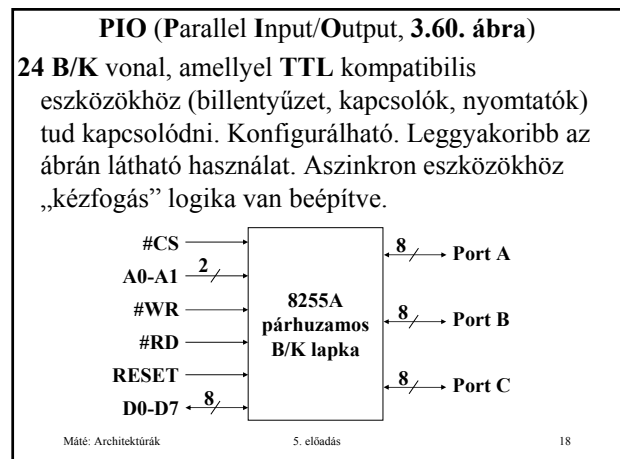 PIO (Parallel Input/Output, 3.60. ábra)
24 B/K vonal, amellyel TTL kompatibilis
eszközökhöz (billentyűzet, kapcsolók, nyomtatók)
tud kapcsolódni. Konfigurálható. Leggyakoribb az
ábrán látható használat. Aszinkron eszközökhöz
„kézfogás” logika van beépítve.
#CS
A0-A1 2
#WR
#RD
RESET
D0-D7 8
8255A
párhuzamos
B/K lapka
8 Port A
8 Port B
8 Port C
Máté: Architektúrák 5. előadás 18